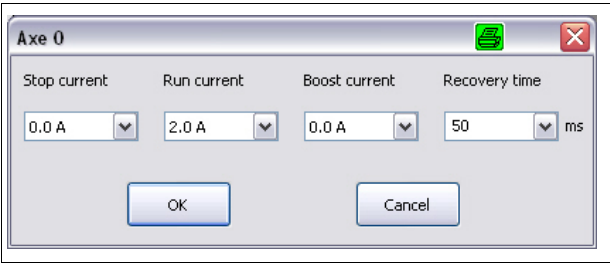 Axe 0
Stop current Run current Boost current Recovery time
0.0 A 2.0 A 0.0 A 50 ms
OK Cancel